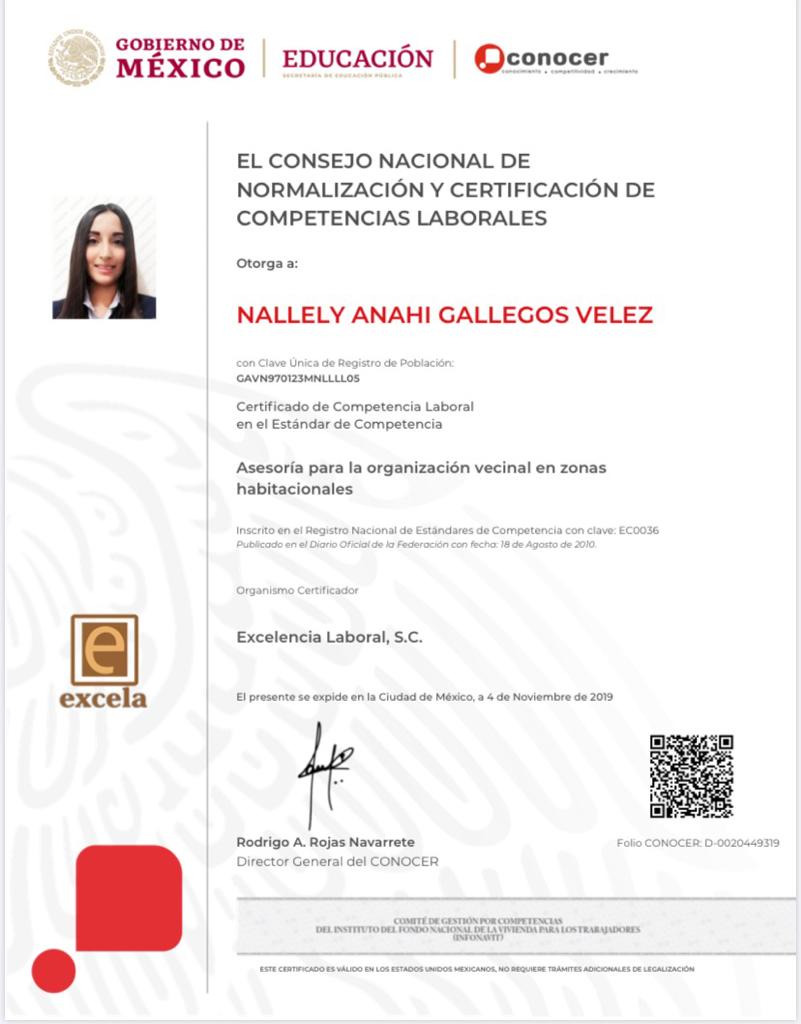 GOBIERNO DE
MÉXICO
EDUCACIÓN
SECRETARÍA DE EDUCACIÓN PÚBLICA
conocer
conocimiento • competitividad • crecimiento
EL CONSEJO NACIONAL DE
NORMALIZACIÓN Y CERTIFICACIÓN DE
COMPETENCIAS LABORALES
Otorga a:
NALLELY ANAHI GALLEGOS VELEZ
con Clave Única de Registro de Población:
GAVN970123MNLLLL05
Certificado de Competencia Laboral
en el Estándar de Competencia
Asesoría para la organización vecinal en zonas
habitacionales
Inscrito en el Registro Nacional de Estándares de Competencia con clave: EC0036
Publicado en el Diario Oficial de la Federación con fecha: 18 de Agosto de 2010.
Organismo Certificador
Excelencia Laboral, S.C.
e
excela
El presente se expide en la Ciudad de México, a 4 de Noviembre de 2019
Rodrigo A. Rojas Navarrete
Director General del CONOCER
Folio CONOCER: D-0020449319
COMITÉ DE GESTIÓN POR COMPETENCIAS
DEL INSTITUTO DEL FONDO NACIONAL DE LA VIVIENDA PARA LOS TRABAJADORES
(INFONAVIT)
ESTE CERTIFICADO ES VÁLIDO EN LOS ESTADOS UNIDOS MEXICANOS, NO REQUIERE TRÁMITES ADICIONALES DE LEGALIZACIÓN